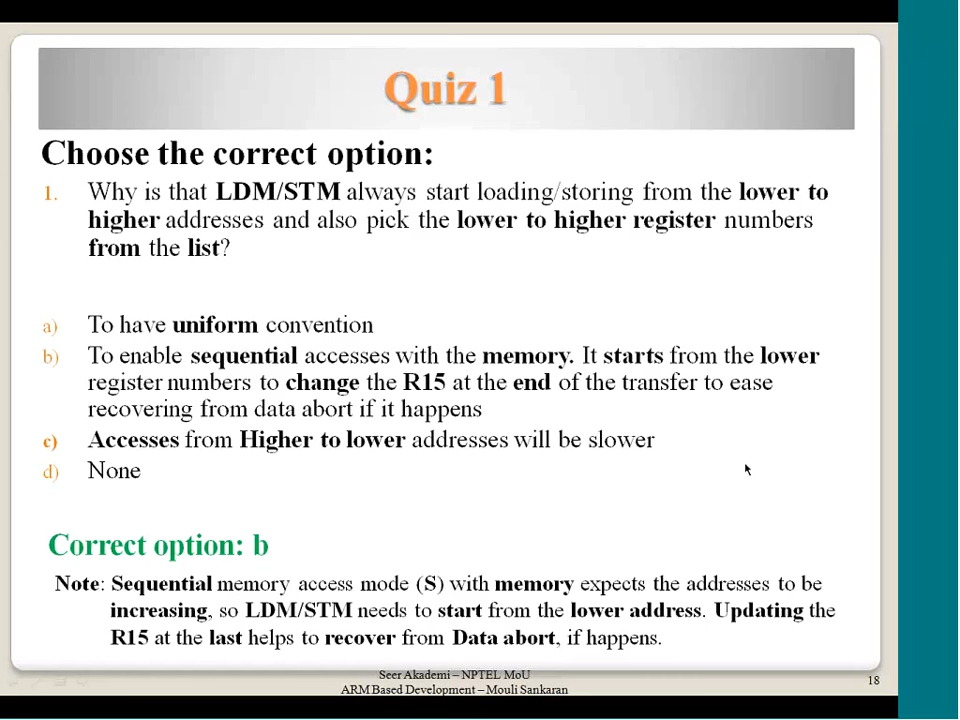 Quiz 1
Choose the correct option:
1. Why is that LDM/STM always start loading/storing from the lower to
higher addresses and also pick the lower to higher register numbers
from the list?
a) To have uniform convention
b) To enable sequential accesses with the memory. It starts from the lower
register numbers to change the R15 at the end of the transfer to ease
recovering from data abort if it happens
c) Accesses from Higher to lower addresses will be slower
d) None
Correct option: b
Note: Sequential memory access mode (S) with memory expects the addresses to be
increasing, so LDM/STM needs to start from the lower address. Updating the
R15 at the last helps to recover from Data abort, if happens.
Seer Akademi – NPTEL MoU
ARM Based Development – Mouli Sankaran
18